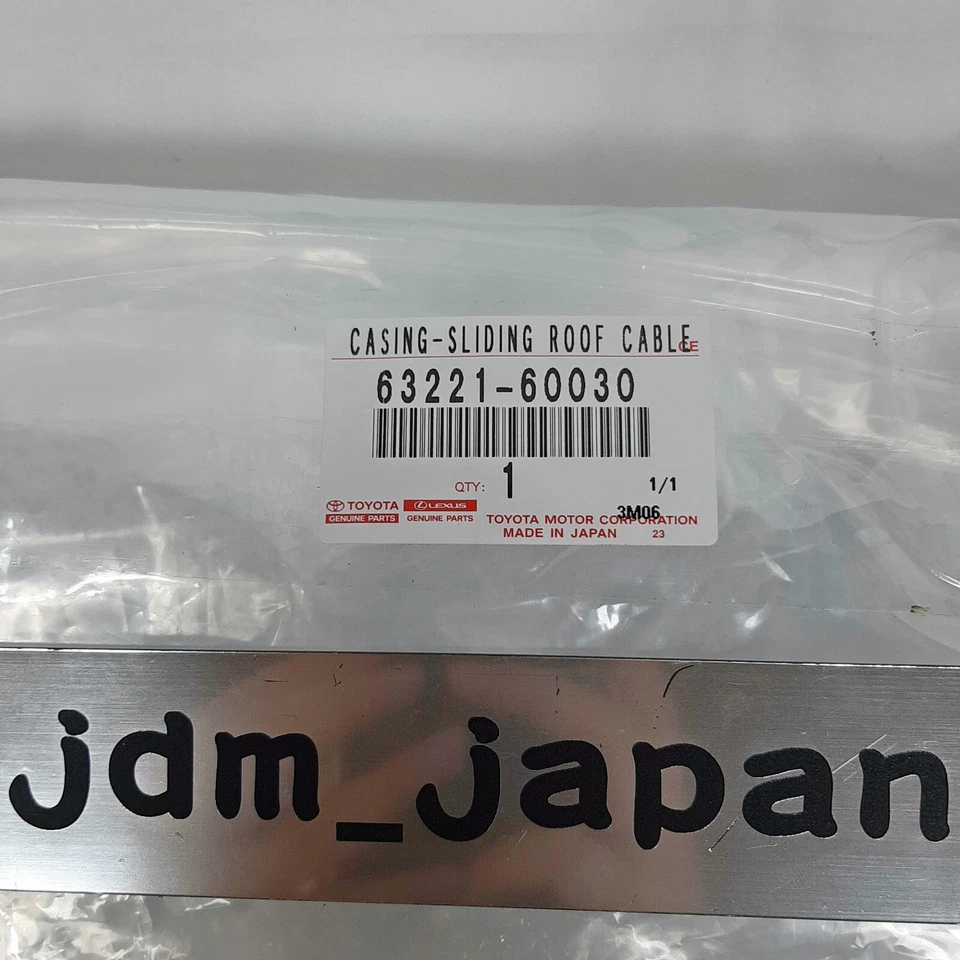 CASING-SLIDING ROOF CABLE
CE
63221-60030
QTY: 1 1/1
TOYOTA LEXUS
GENUINE PARTS GENUINE PARTS
3M06
TOYOTA MOTOR CORPORATION
MADE IN JAPAN 23
jdm_japan